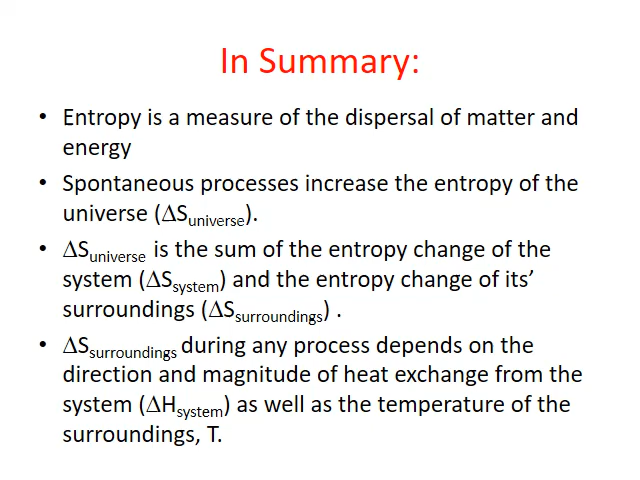 In Summary:
• Entropy is a measure of the dispersal of matter and
energy
• Spontaneous processes increase the entropy of the
universe (ΔSuniverse).
• ΔSuniverse is the sum of the entropy change of the
system (ΔSsystem) and the entropy change of its’
surroundings (ΔSsurroundings) .
• ΔSsurroundings during any process depends on the
direction and magnitude of heat exchange from the
system (ΔHsystem) as well as the temperature of the
surroundings, T.